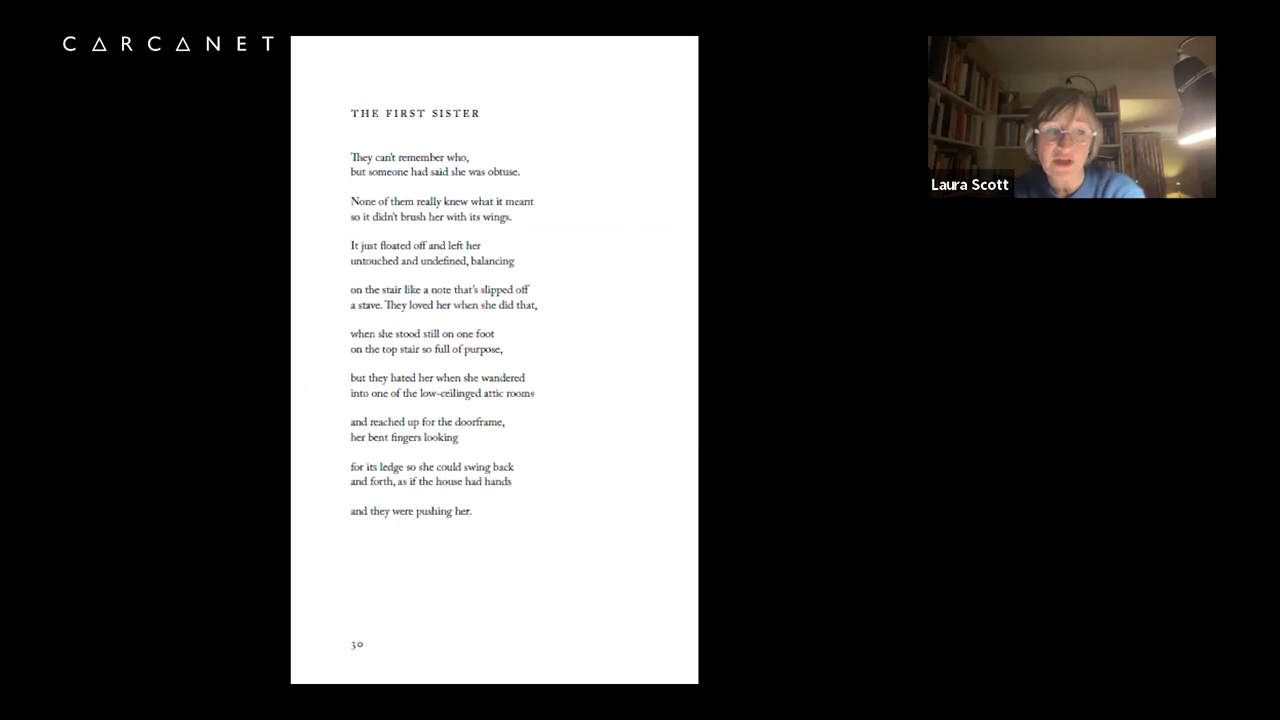 CARCANET
THE FIRST SISTER
They can't remember who,
but someone had said she was obtuse.
None of them really knew what it meant
so it didn't brush her with its wings.
It just floated off and left her
untouched and undefined, balancing
on the stair like a note that's slipped off
a stave. They loved her when she did that,
when she stood still on one foot
on the top stair so full of purpose,
but they hated her when she wandered
into one of the low-ceilinged attic rooms
and reached up for the doorframe,
her bent fingers looking
for its ledge so she could swing back
and forth, as if the house had hands
and they were pushing her.
30
Laura Scott